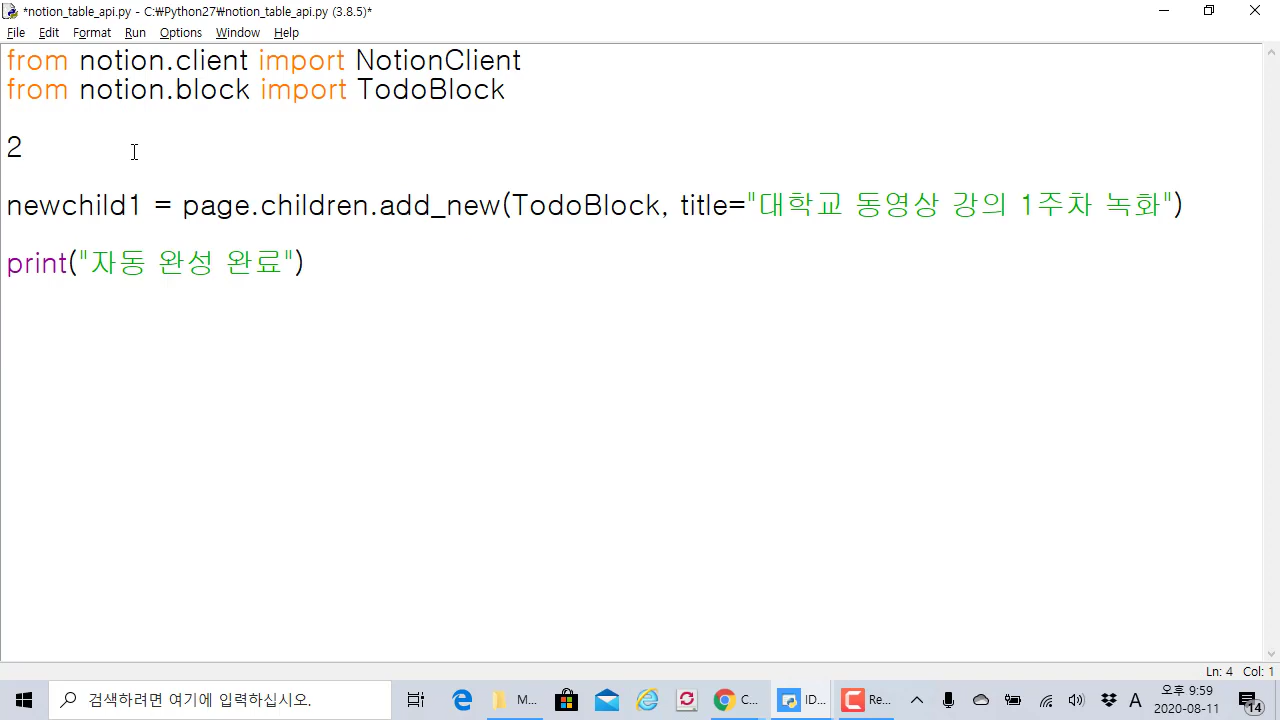 *notion_table_api.py - C:₩Python27₩notion_table_api.py (3.8.5)*
File Edit Format Run Options Window Help
from notion.client import NotionClient
from notion.block import TodoBlock
2
newchild1 = page.children.add_new(TodoBlock, title="대학교 동영상 강의 1주차 녹화")
print("자동 완성 완료")
Ln: 4 Col: 1
검색하려면 여기에 입력하십시오.
M...
C...
ID...
Re...
A
오후 9:59
2020-08-11
14